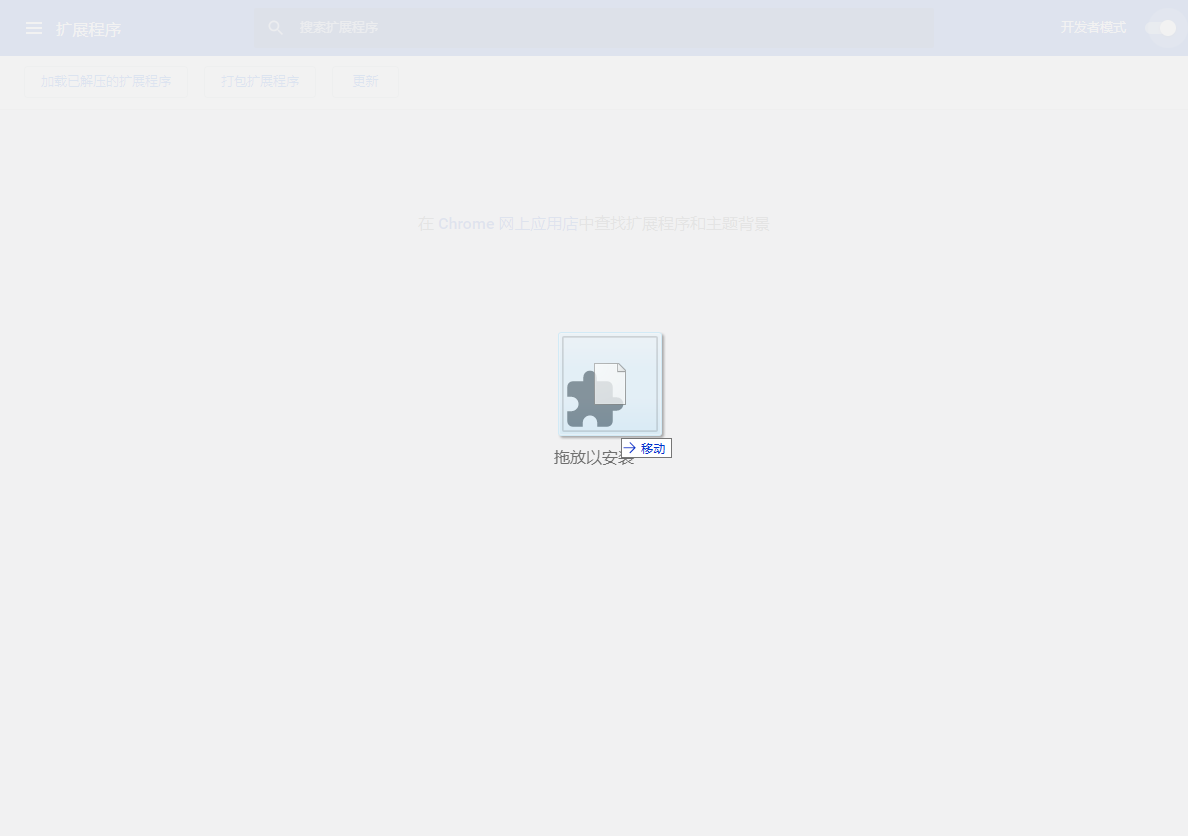 扩展程序
搜索扩展程序
开发者模式
加载已解压的扩展程序
打包扩展程序
更新
在 Chrome 网上应用店中查找扩展程序和主题背景
移动
拖放以安装